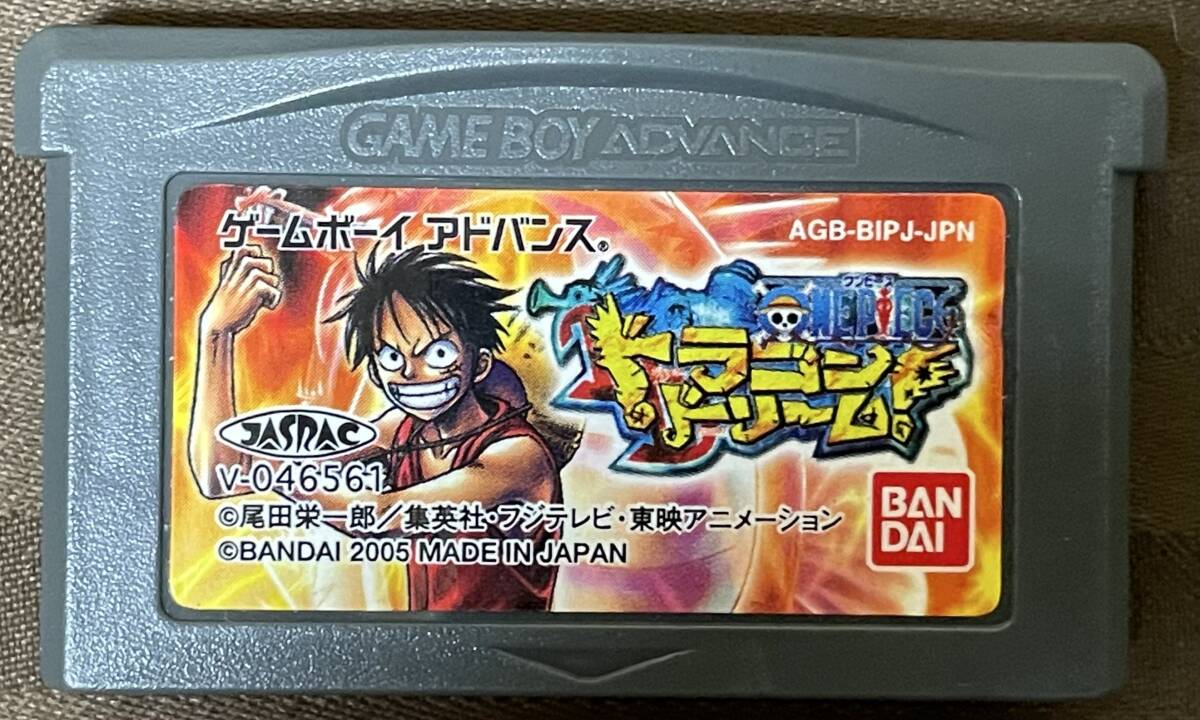 GAME BOY ADVANCE
ゲームボーイ アドバンス®
AGB-BIPJ-JPN
ワンピース
ONE PIECE
ドラゴン
ドリーム!
JASRAC
V-046561
©尾田栄一郎／集英社・フジテレビ・東映アニメーション
©BANDAI 2005 MADE IN JAPAN
BAN
DAI